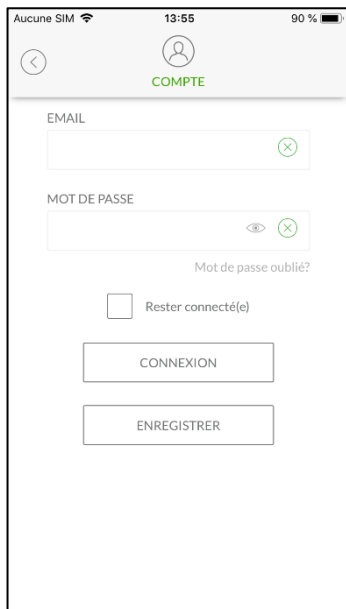 Aucune SIM 13:55 90 %
COMPTE
EMAIL
MOT DE PASSE
Mot de passe oublié?
Rester connecté(e)
CONNEXION
ENREGISTRER